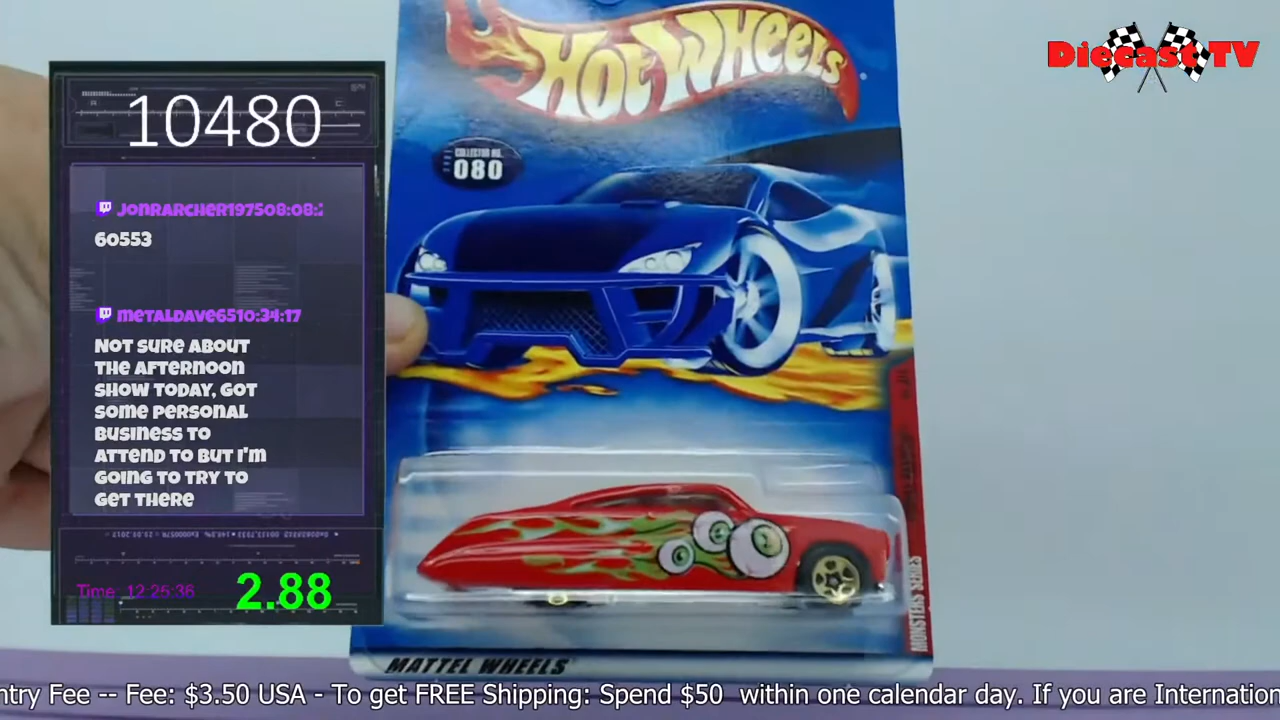 Diecast TV
10480
JONRARCHER197508:08:
60553
METALDAVE6510:34:17
NOT SURE ABOUT
THE AFTERNOON
SHOW TODAY, GOT
SOME PERSONAL
BUSINESS TO
ATTEND TO BUT I'M
GOING TO TRY TO
GET THERE
Time: 12:25:36
2.88
HOT WHEELS
COLLECTOR NO.
080
MONSTERS SERIES
MATTEL WHEELS
ntry Fee -- Fee: $3.50 USA - To get FREE Shipping: Spend $50 within one calendar day. If you are Internation